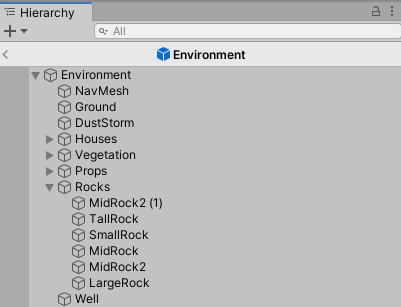 Hierarchy
All
Environment
Environment
NavMesh
Ground
DustStorm
Houses
Vegetation
Props
Rocks
MidRock2 (1)
TallRock
SmallRock
MidRock
MidRock2
LargeRock
Well